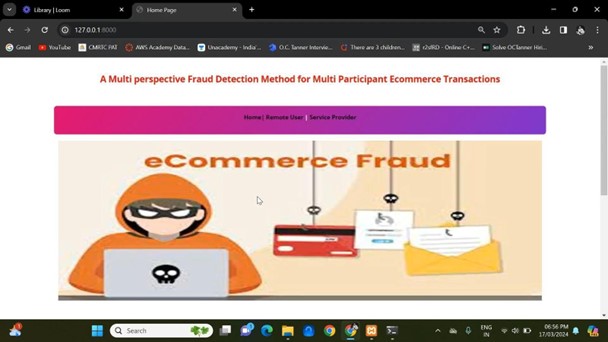 Library | Loom
Home Page
127.0.0.1:8000
Gmail
YouTube
CMRTC PAT
AWS Academy Data...
Unacademy - India'...
O.C. Tanner Intervie...
There are 3 children...
r2sIRD - Online C++...
Solve OCTanner Hiri...
A Multi perspective Fraud Detection Method for Multi Participant Ecommerce Transactions
Home| Remote User | Service Provider
eCommerce Fraud
Search
ENG
IN
06:56 PM
17/03/2024